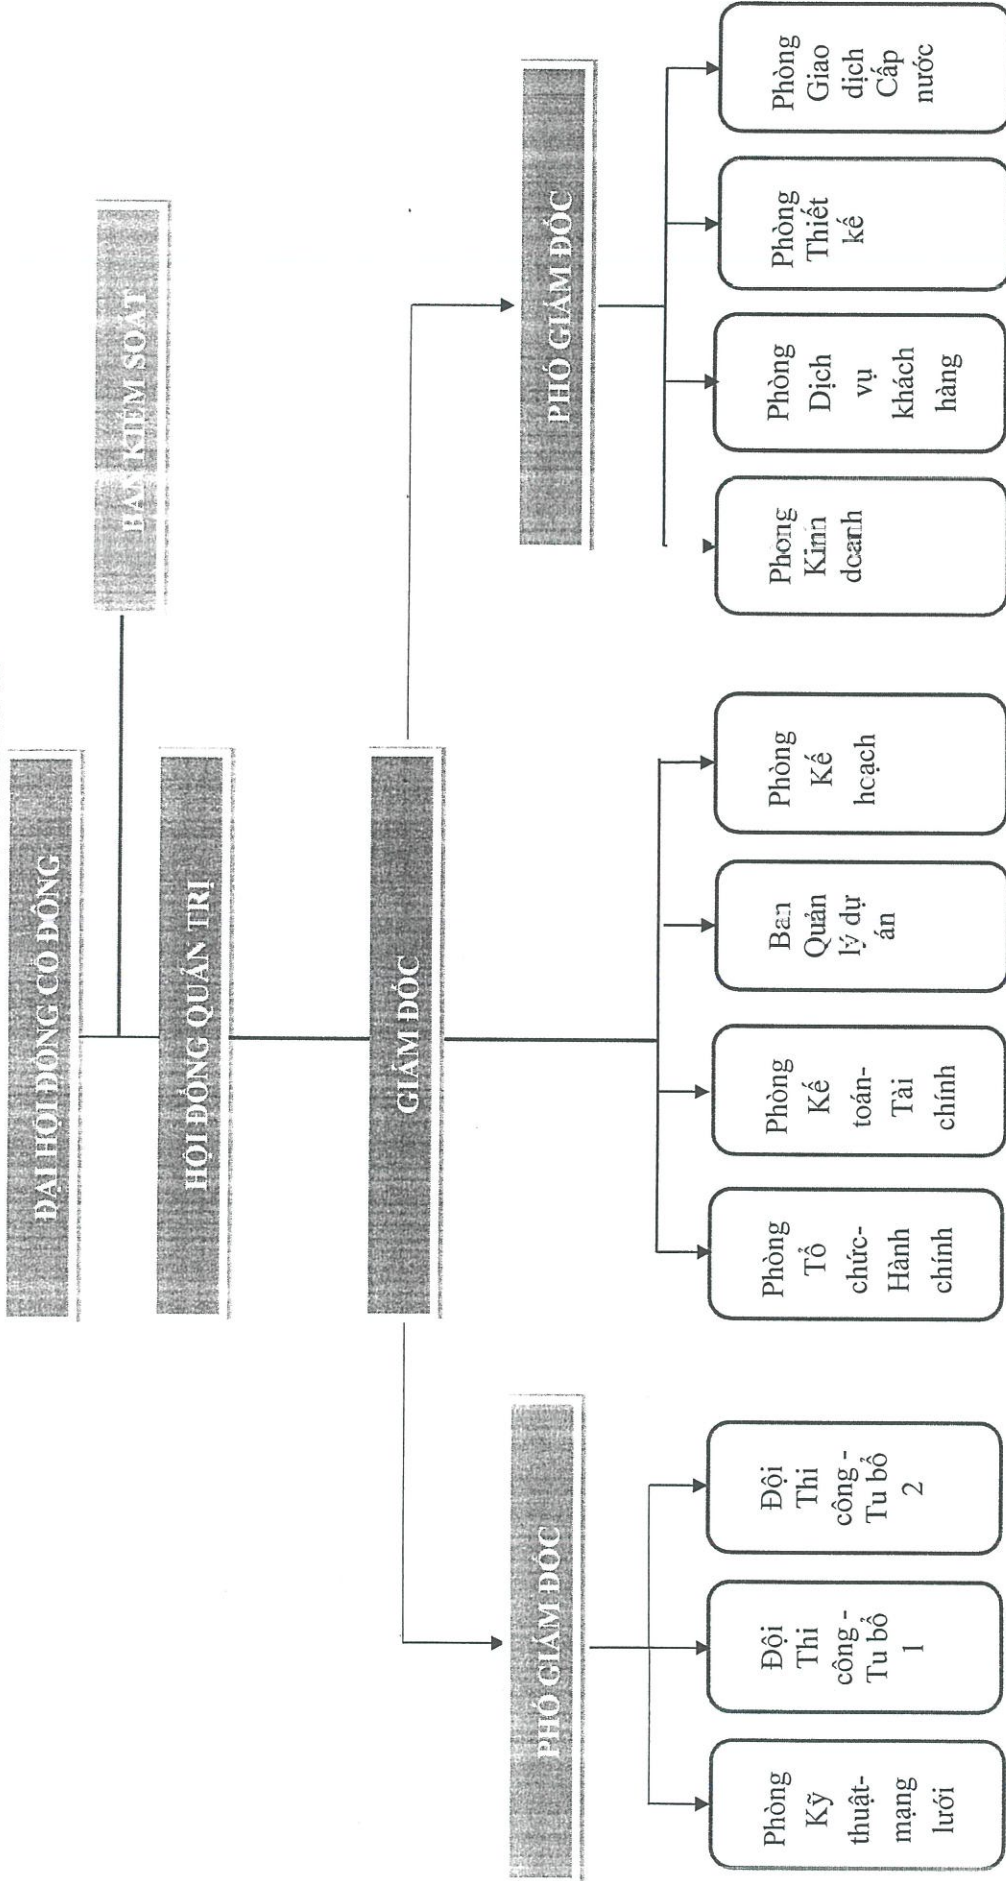 ĐẠI HỘI ĐỒNG CỔ ĐÔNG
BAN KIỂM SOÁT
HỘI ĐỒNG QUẢN TRỊ
GIÁM ĐỐC
PHÓ GIÁM ĐỐC
PHÓ GIÁM ĐỐC
Phòng
Kỹ
thuật-
mạng
lưới
Đội
Thi
công -
Tu bổ
1
Đội
Thi
công -
Tu bổ
2
Phòng
Tổ
chức-
Hành
chính
Phòng
Kế
toán-
Tài
chính
Ban
Quản
lý dự
án
Phòng
Kế
hoạch
Phòng
Kinh
doanh
Phòng
Dịch
vụ
khách
hàng
Phòng
Thiết
kế
Phòng
Giao
dịch
Cấp
nước